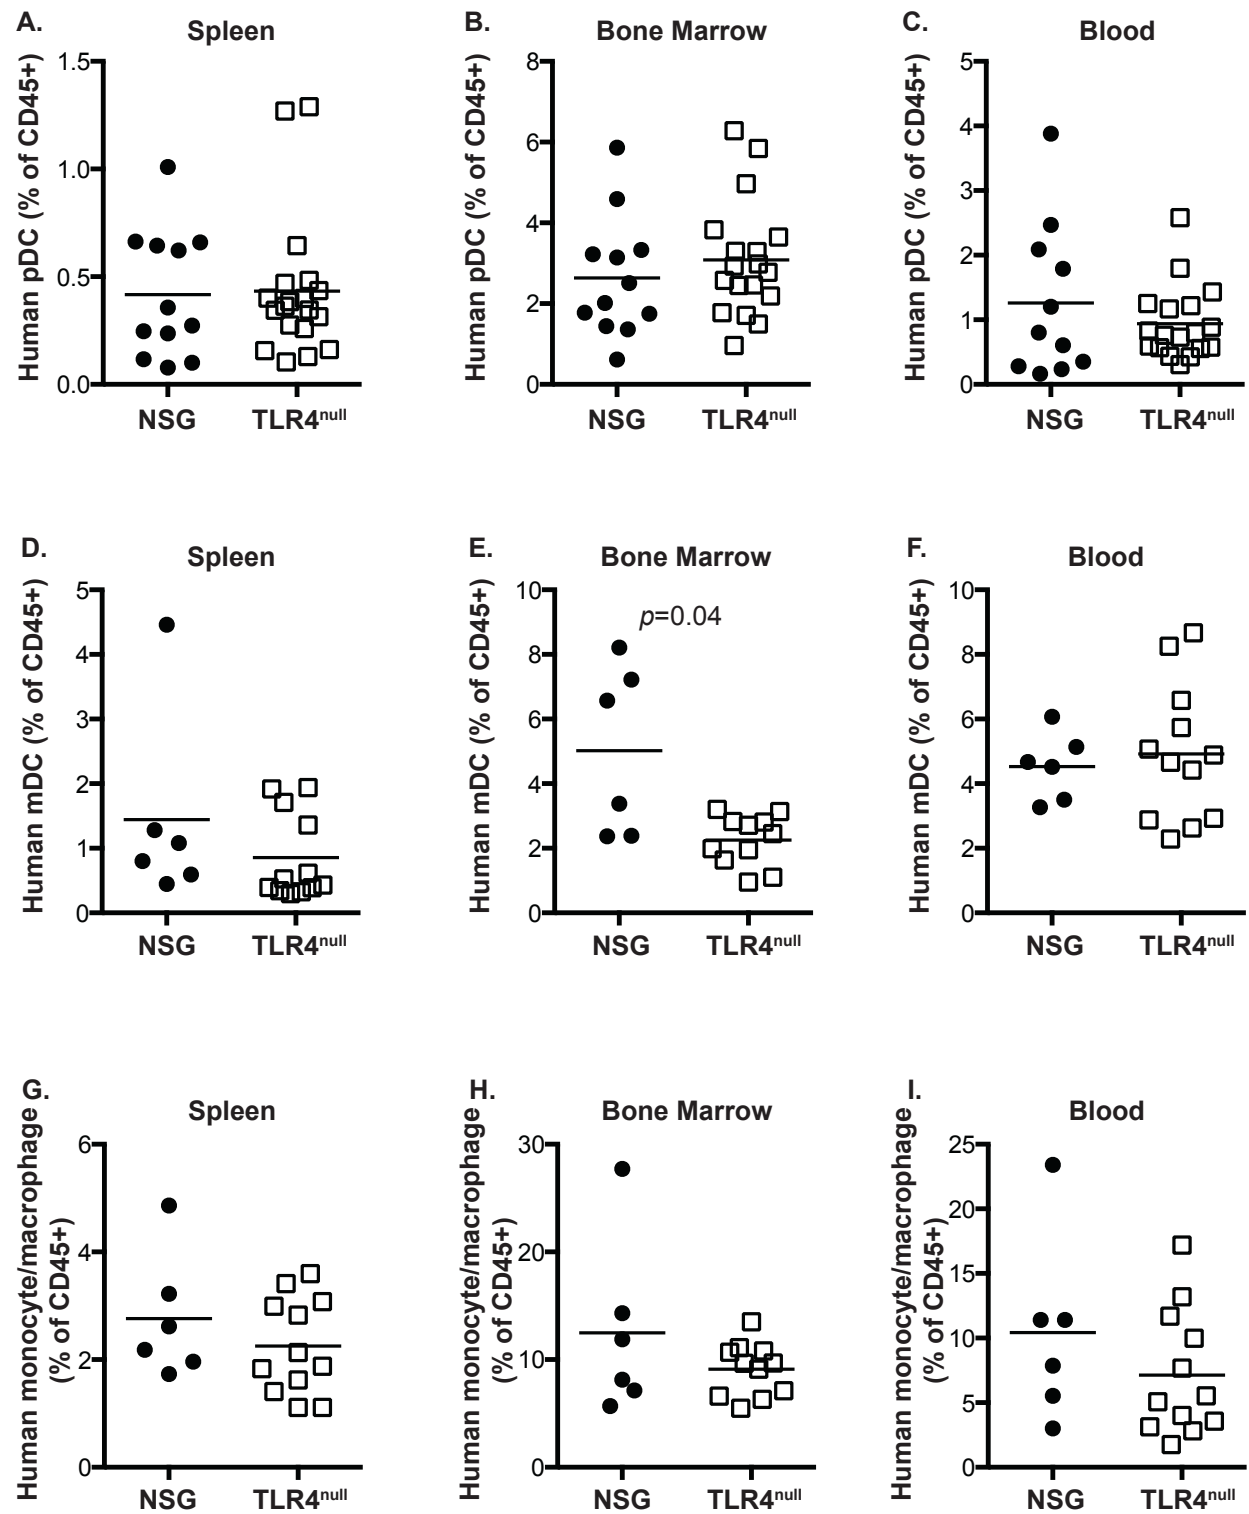 A.
Spleen
Human pDC (% of CD45+)
1.5
1.0
0.5
0.0
NSG
TLR4null
B.
Bone Marrow
Human pDC (% of CD45+)
8
6
4
2
0
NSG
TLR4null
C.
Blood
Human pDC (% of CD45+)
5
4
3
2
1
0
NSG
TLR4null
D.
Spleen
Human mDC (% of CD45+)
5
4
3
2
1
0
NSG
TLR4null
E.
Bone Marrow
Human mDC (% of CD45+)
10
8
6
4
2
0
p=0.04
NSG
TLR4null
F.
Blood
Human mDC (% of CD45+)
10
8
6
4
2
0
NSG
TLR4null
G.
Spleen
Human monocyte/macrophage
(% of CD45+)
6
4
2
0
NSG
TLR4null
H.
Bone Marrow
Human monocyte/macrophage
(% of CD45+)
30
20
10
0
NSG
TLR4null
I.
Blood
Human monocyte/macrophage
(% of CD45+)
25
20
15
10
5
0
NSG
TLR4null